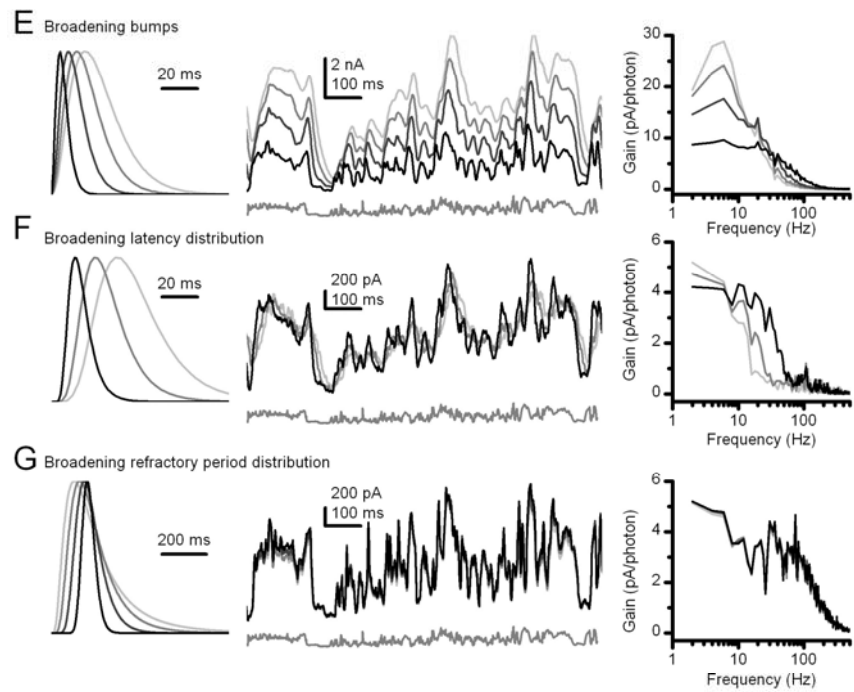 E Broadening bumps
20 ms
2 nA
100 ms
30
20
10
0
Gain (pA/photon)
1 10 100
Frequency (Hz)
F Broadening latency distribution
20 ms
200 pA
100 ms
6
4
2
0
Gain (pA/photon)
1 10 100
Frequency (Hz)
G Broadening refractory period distribution
200 ms
200 pA
100 ms
6
4
2
0
Gain (pA/photon)
1 10 100
Frequency (Hz)